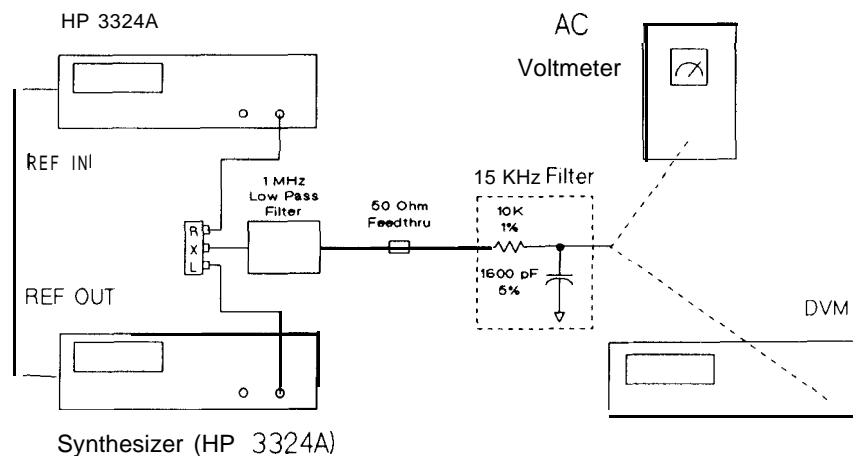 HP 3324A
AC
Voltmeter
REF IN
15 KHz Filter
1 MHz
Low Pass
Filter
50 Ohm
Feedthru
10K
1%
R
X
L
1600 pF
5%
REF OUT
DVM
Synthesizer (HP 3324A)